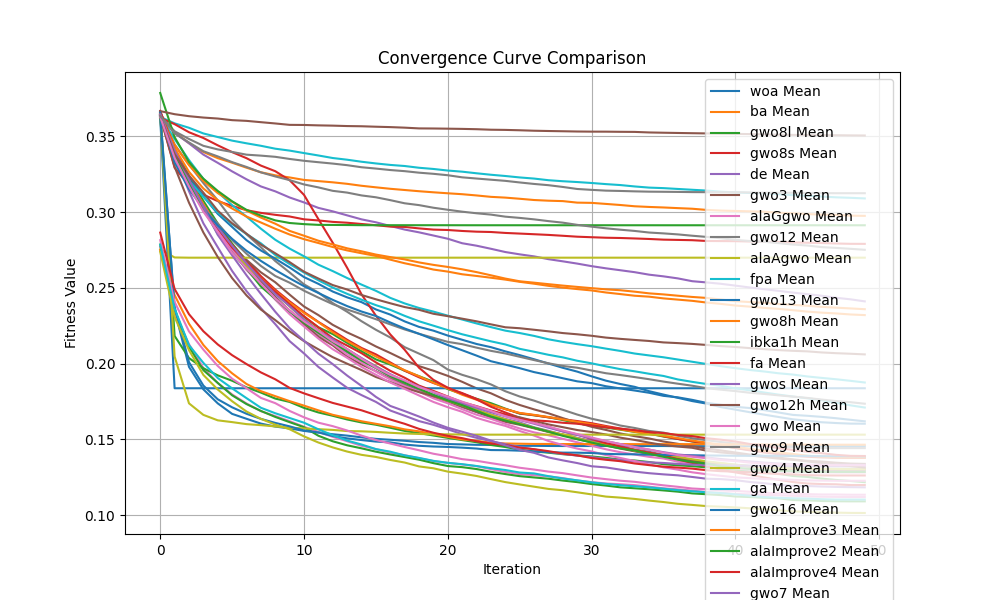 Convergence Curve Comparison
Fitness Value
0.35
0.30
0.25
0.20
0.15
0.10
0
10
20
30
40
50
Iteration
woa Mean
ba Mean
gwo8l Mean
gwo8s Mean
de Mean
gwo3 Mean
alaGgwo Mean
gwo12 Mean
alaAgwo Mean
fpa Mean
gwo13 Mean
gwo8h Mean
ibka1h Mean
fa Mean
gwos Mean
gwo12h Mean
gwo Mean
gwo9 Mean
gwo4 Mean
ga Mean
gwo16 Mean
alaImprove3 Mean
alaImprove2 Mean
alaImprove4 Mean
gwo7 Mean